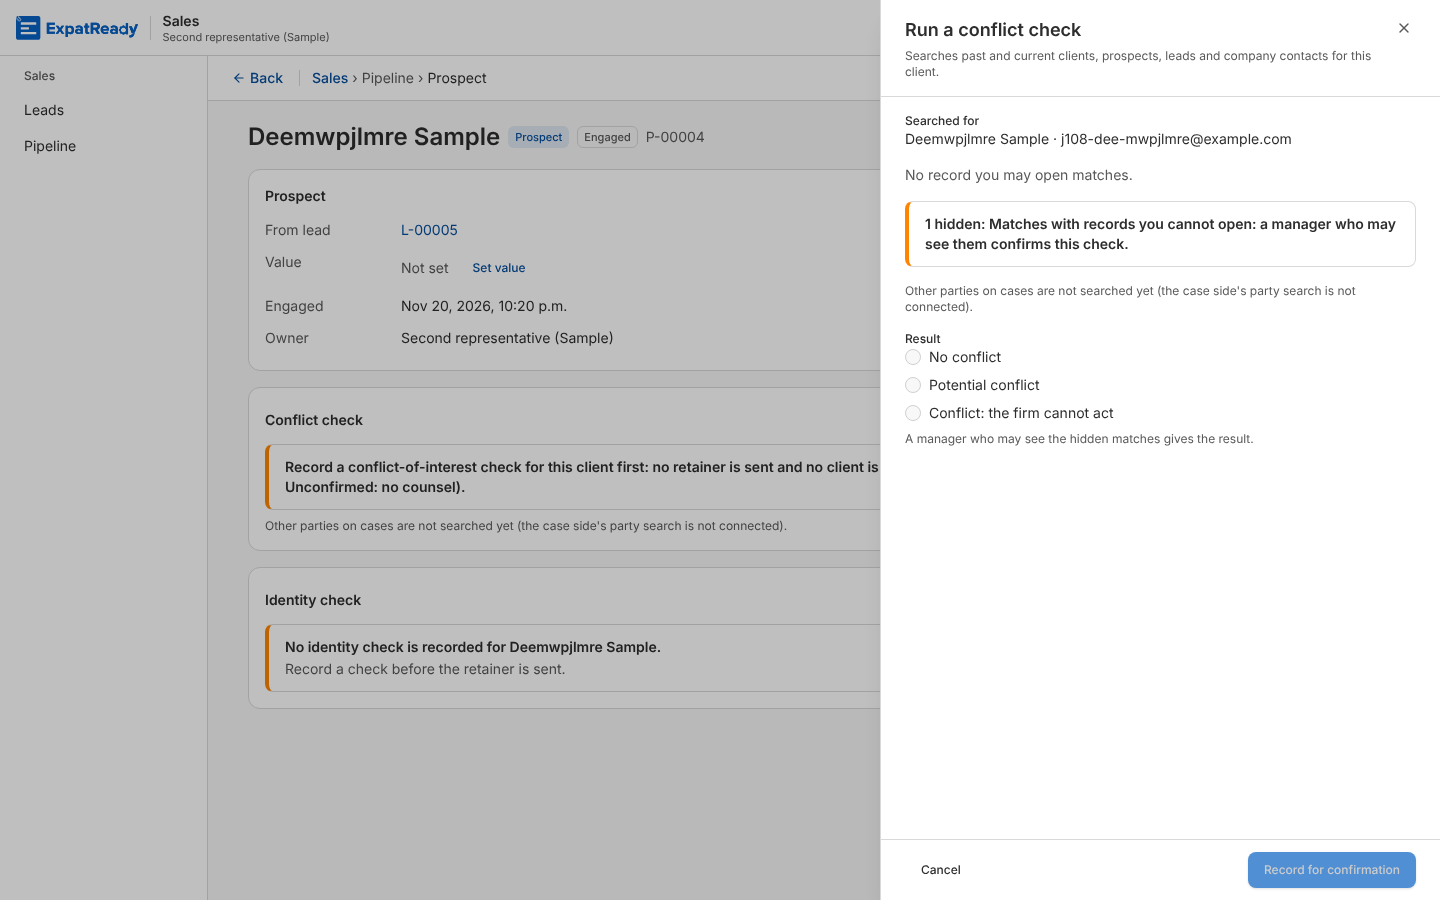 ExpatReady
Sales
Second representative (Sample)
Sales
Leads
Pipeline
← Back
Sales › Pipeline › Prospect
Deemwpjlmre Sample Prospect Engaged P-00004
Prospect
From lead L-00005
Value Not set Set value
Engaged Nov 20, 2026, 10:20 p.m.
Owner Second representative (Sample)
Conflict check
Record a conflict-of-interest check for this client first: no retainer is sent and no client is
Unconfirmed: no counsel).
Other parties on cases are not searched yet (the case side's party search is not connected).
Identity check
No identity check is recorded for Deemwpjlmre Sample.
Record a check before the retainer is sent.
Run a conflict check
Searches past and current clients, prospects, leads and company contacts for this
client.
Searched for
Deemwpjlmre Sample · j108-dee-mwpjlmre@example.com
No record you may open matches.
1 hidden: Matches with records you cannot open: a manager who may
see them confirms this check.
Other parties on cases are not searched yet (the case side's party search is not
connected).
Result
No conflict
Potential conflict
Conflict: the firm cannot act
A manager who may see the hidden matches gives the result.
Cancel
Record for confirmation